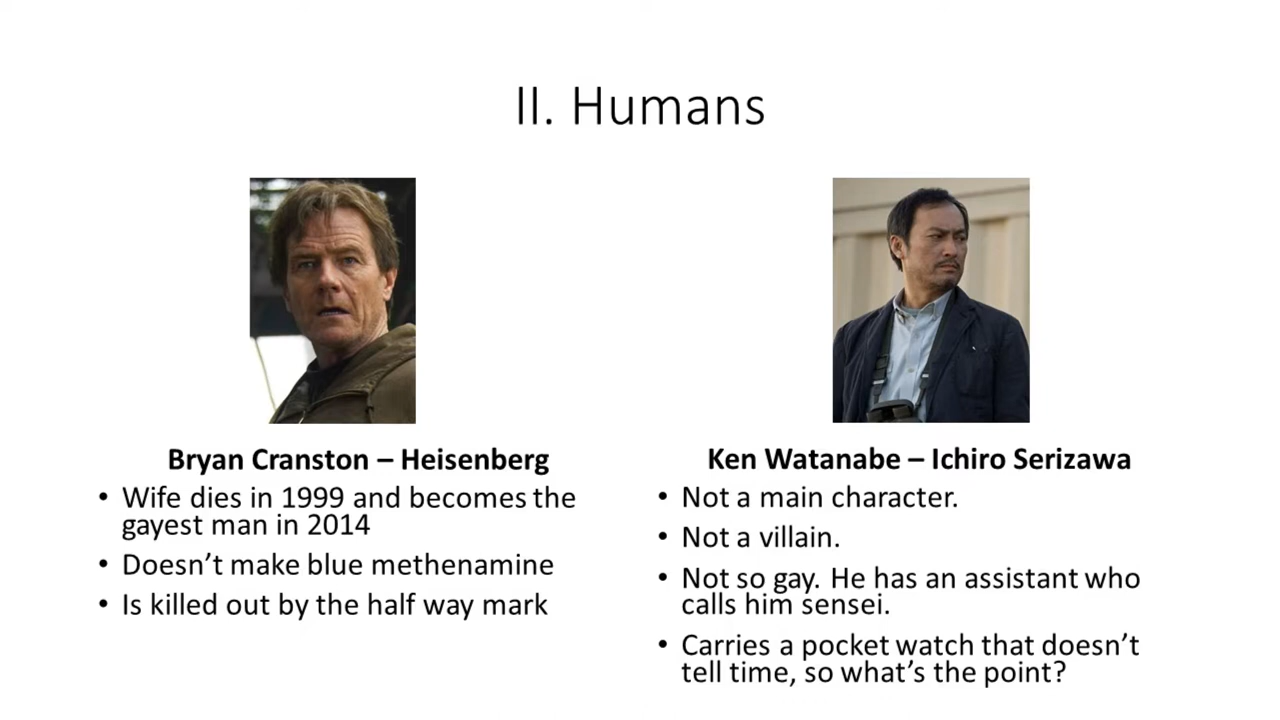 II. Humans
Bryan Cranston – Heisenberg
• Wife dies in 1999 and becomes the
gayest man in 2014
• Doesn't make blue methenamine
• Is killed out by the half way mark
Ken Watanabe – Ichiro Serizawa
• Not a main character.
• Not a villain.
• Not so gay. He has an assistant who
calls him sensei.
• Carries a pocket watch that doesn't
tell time, so what's the point?